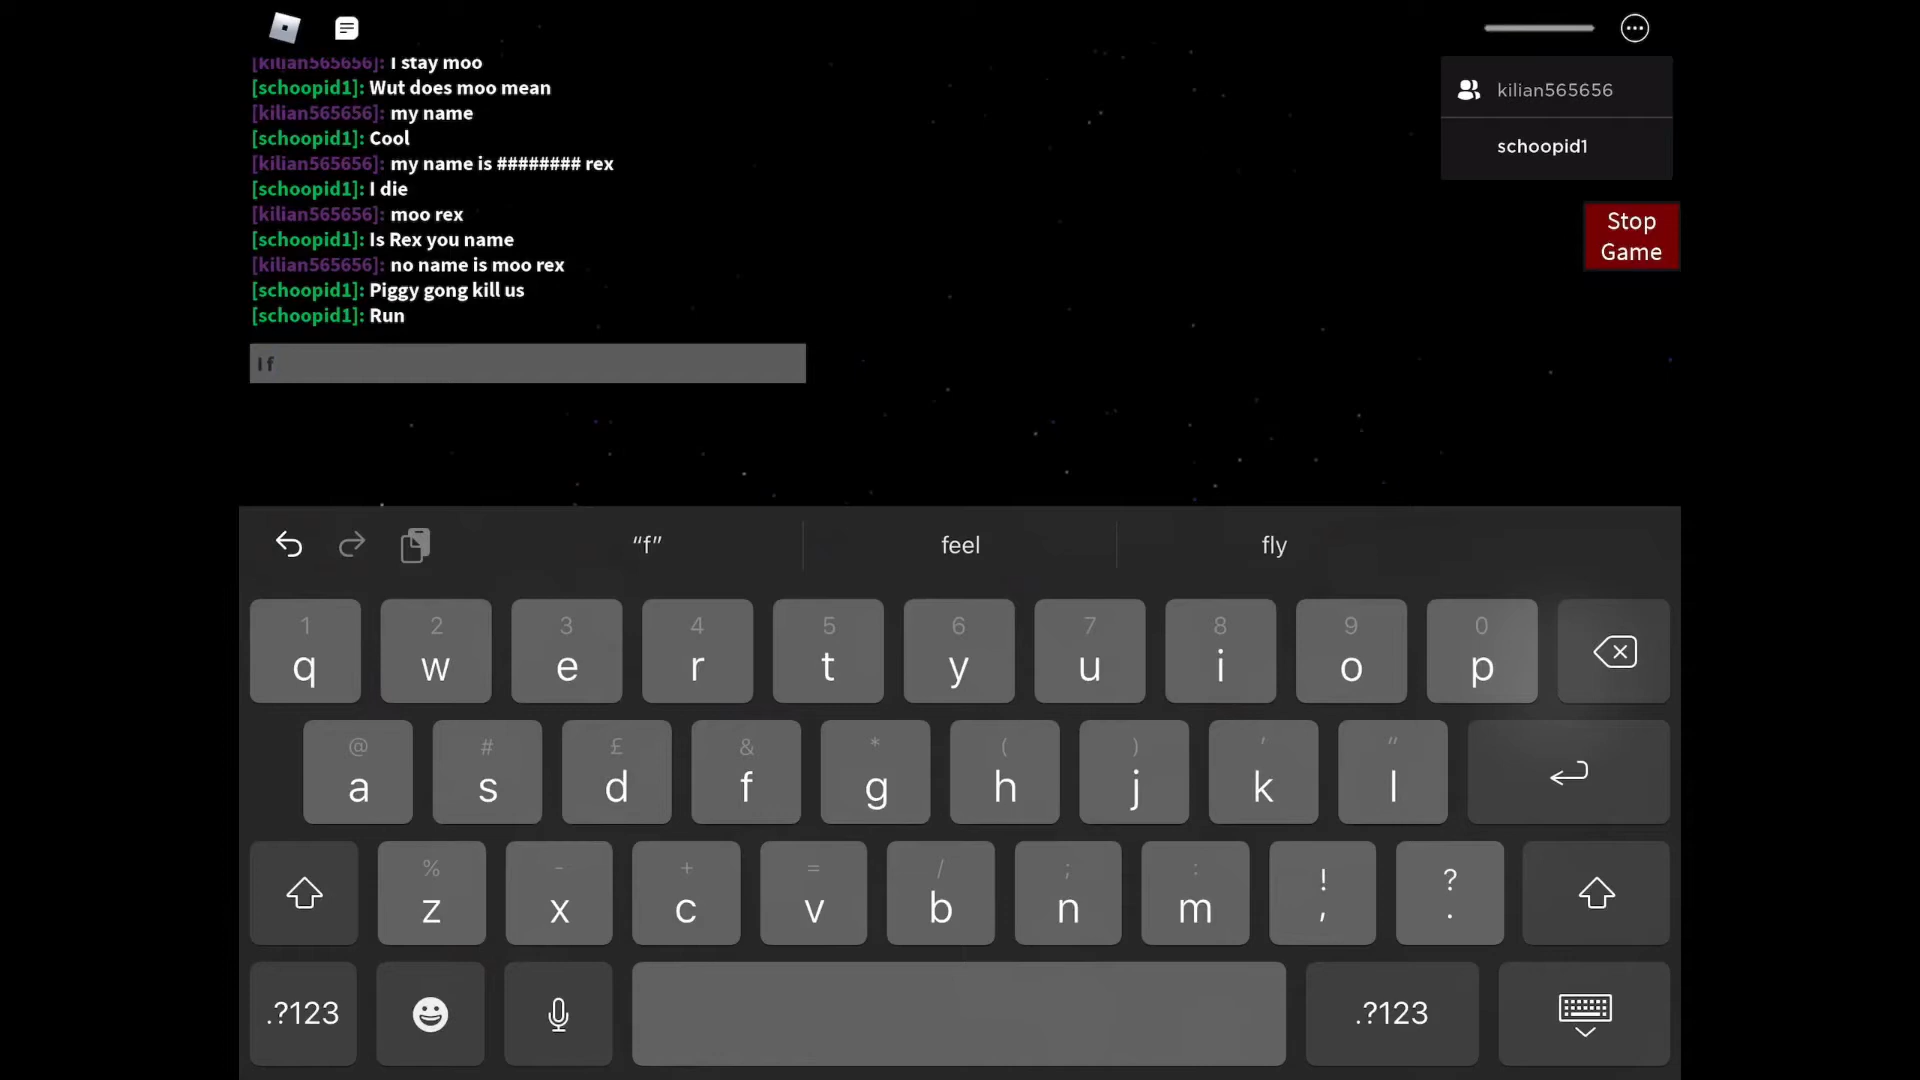 [kilian565656]: I stay moo
[schoopid1]: Wut does moo mean
[kilian565656]: my name
[schoopid1]: Cool
[kilian565656]: my name is ######## rex
[schoopid1]: I die
[kilian565656]: moo rex
[schoopid1]: Is Rex you name
[kilian565656]: no name is moo rex
[schoopid1]: Piggy gong kill us
[schoopid1]: Run
I f
kilian565656
schoopid1
Stop
Game
“f” feel fly
1 2 3 4 5 6 7 8 9 0
q w e r t y u i o p
@ # £ & * ( ) ' "
a s d f g h j k l
% - + = / ; : ! ?
z x c v b n m , .
.?123 .?123